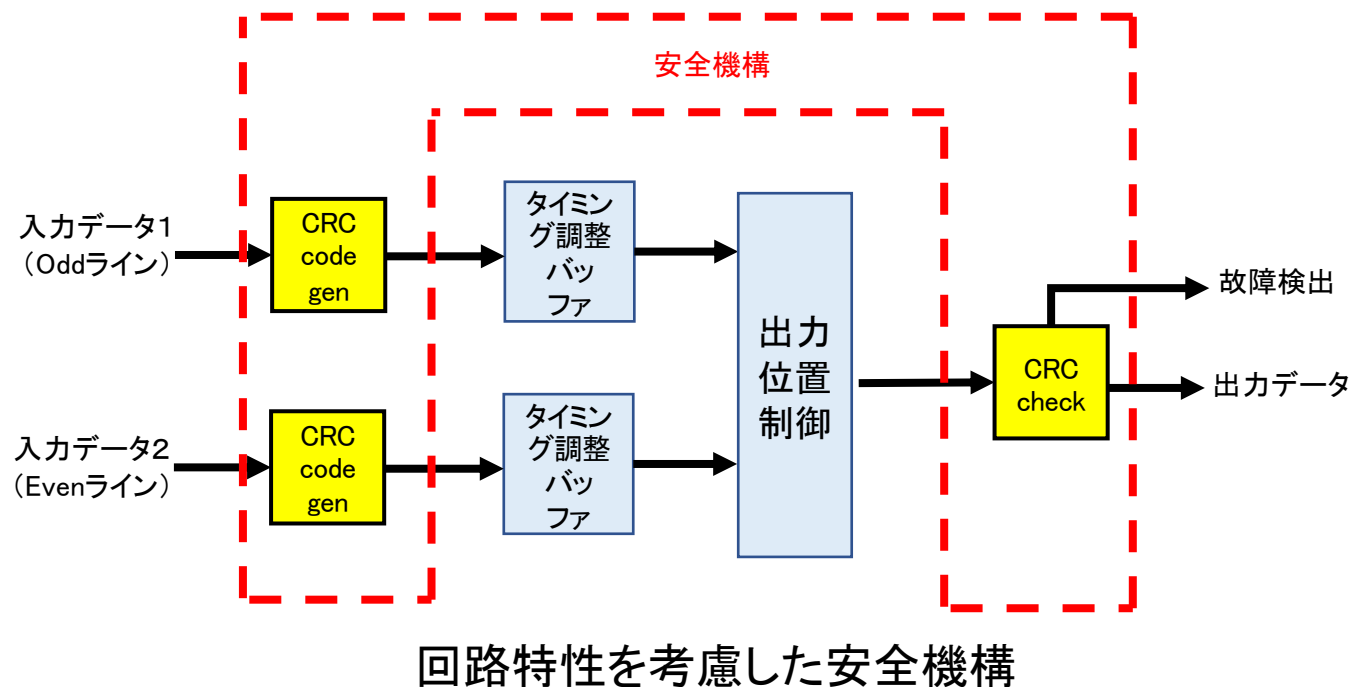 安全機構
入力データ1
（Oddライン）
CRC
code
gen
タイミン
グ調整
バッ
ファ
出力
位置
制御
CRC
check
故障検出
出力データ
入力データ2
（Evenライン）
CRC
code
gen
タイミン
グ調整
バッ
ファ
回路特性を考慮した安全機構